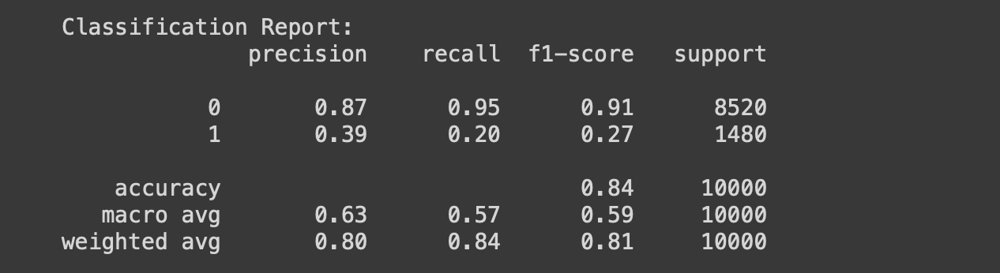 Classification Report:
precision recall f1-score support
0 0.87 0.95 0.91 8520
1 0.39 0.20 0.27 1480
accuracy 0.84 10000
macro avg 0.63 0.57 0.59 10000
weighted avg 0.80 0.84 0.81 10000